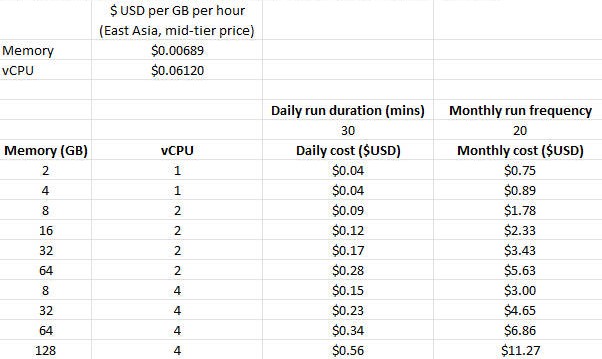 $ USD per GB per hour
(East Asia, mid-tier price)
Memory $0.00689
vCPU $0.06120
Daily run duration (mins) Monthly run frequency
30 20
Memory (GB) vCPU Daily cost ($USD) Monthly cost ($USD)
2 1 $0.04 $0.75
4 1 $0.04 $0.89
8 2 $0.09 $1.78
16 2 $0.12 $2.33
32 2 $0.17 $3.43
64 2 $0.28 $5.63
8 4 $0.15 $3.00
32 4 $0.23 $4.65
64 4 $0.34 $6.86
128 4 $0.56 $11.27